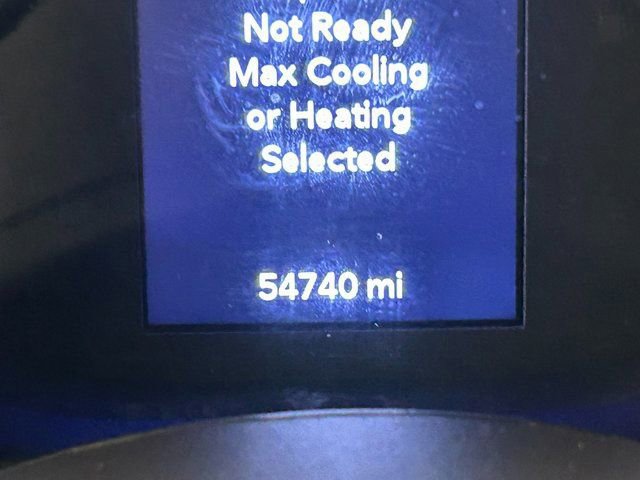 Not Ready
Max Cooling
or Heating
Selected
54740 mi